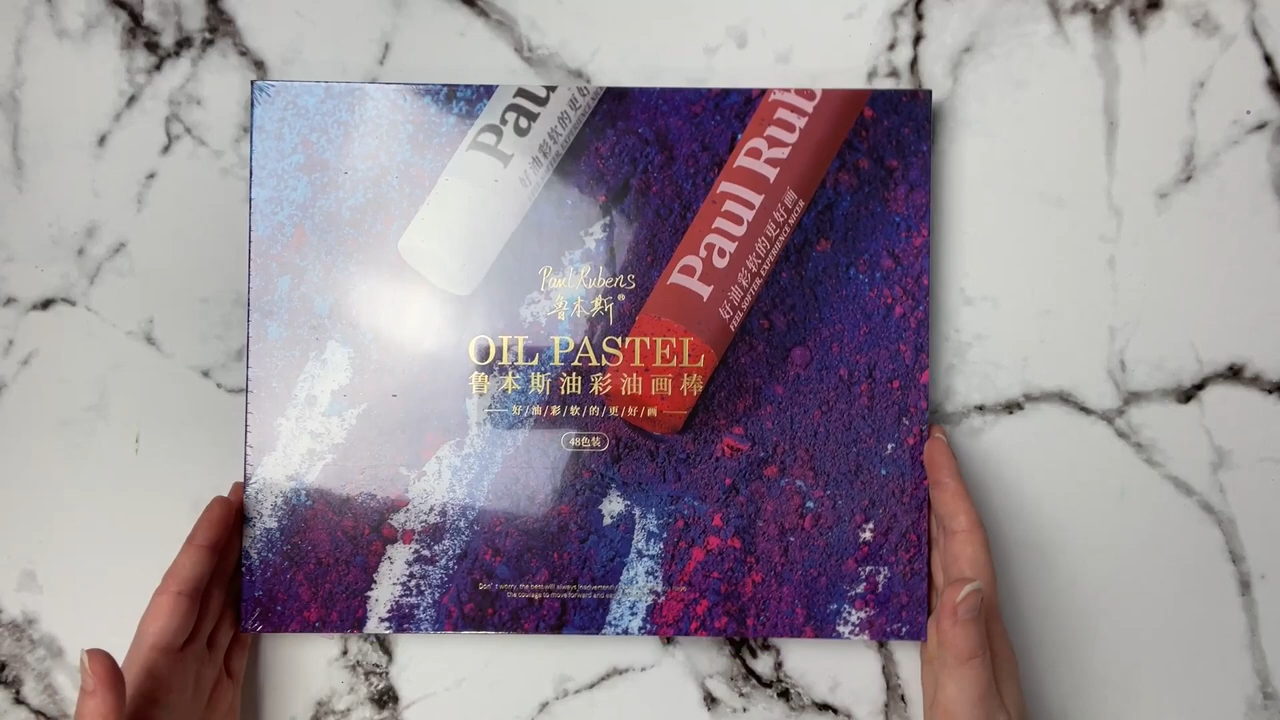 Pau
好油彩软的更好
Paul Rub
好油彩软的更好画
FEEL SOFTER, EXPERIENCE NICER
Paul Rubens
鲁本斯®
OIL PASTEL
鲁本斯油彩油画棒
好/油/彩/软/的/更/好/画
48色装
Don't worry, the best will always inadvertently
the courage to move forward and